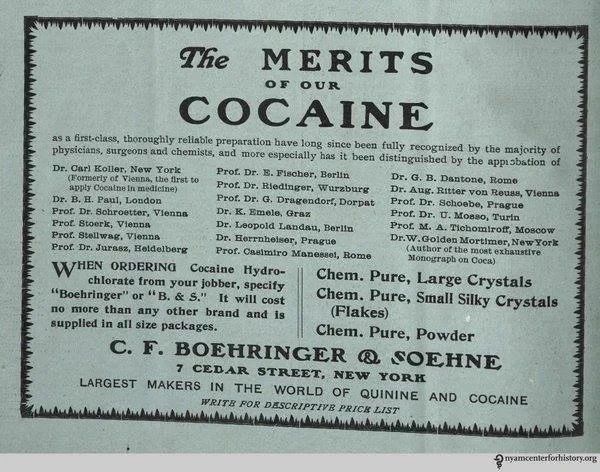 The MERITS
OF OUR
COCAINE
as a first-class, thoroughly reliable preparation have long since been fully recognized by the majority of
physicians, surgeons and chemists, and more especially has it been distinguished by the approbation of
Dr. Carl Koller, New York
(Formerly of Vienna, the first to
apply Cocaine in medicine)
Dr. B. H. Paul, London
Prof. Dr. Schroetter, Vienna
Prof. Stoerk, Vienna
Prof. Stellwag, Vienna
Prof. Dr. Jurasz, Heidelberg
Prof. Dr. E. Fischer, Berlin
Prof. Dr. Riedinger, Wurzburg
Prof. Dr. G. Dragendorf, Dorpat
Dr. K. Emele, Graz
Dr. Leopold Landau, Berlin
Dr. Herrnheiser, Prague
Prof. Casimiro Manessei, Rome
Dr. G. B. Dantone, Rome
Dr. Aug. Ritter von Reuss, Vienna
Prof. Dr. Schoebe, Prague
Prof. Dr. U. Mosso, Turin
Prof. M. A. Tichomiroff, Moscow
Dr. W. Golden Mortimer, New York
(Author of the most exhaustive
Monograph on Coca)
WHEN ORDERING Cocaine Hydro-
chlorate from your jobber, specify
"Boehringer" or "B. & S." It will cost
no more than any other brand and is
supplied in all size packages.
Chem. Pure, Large Crystals
Chem. Pure, Small Silky Crystals
(Flakes)
Chem. Pure, Powder
C. F. BOEHRINGER & SOEHNE
7 CEDAR STREET, NEW YORK
LARGEST MAKERS IN THE WORLD OF QUININE AND COCAINE
WRITE FOR DESCRIPTIVE PRICE LIST
nyamcenterforhistory.org